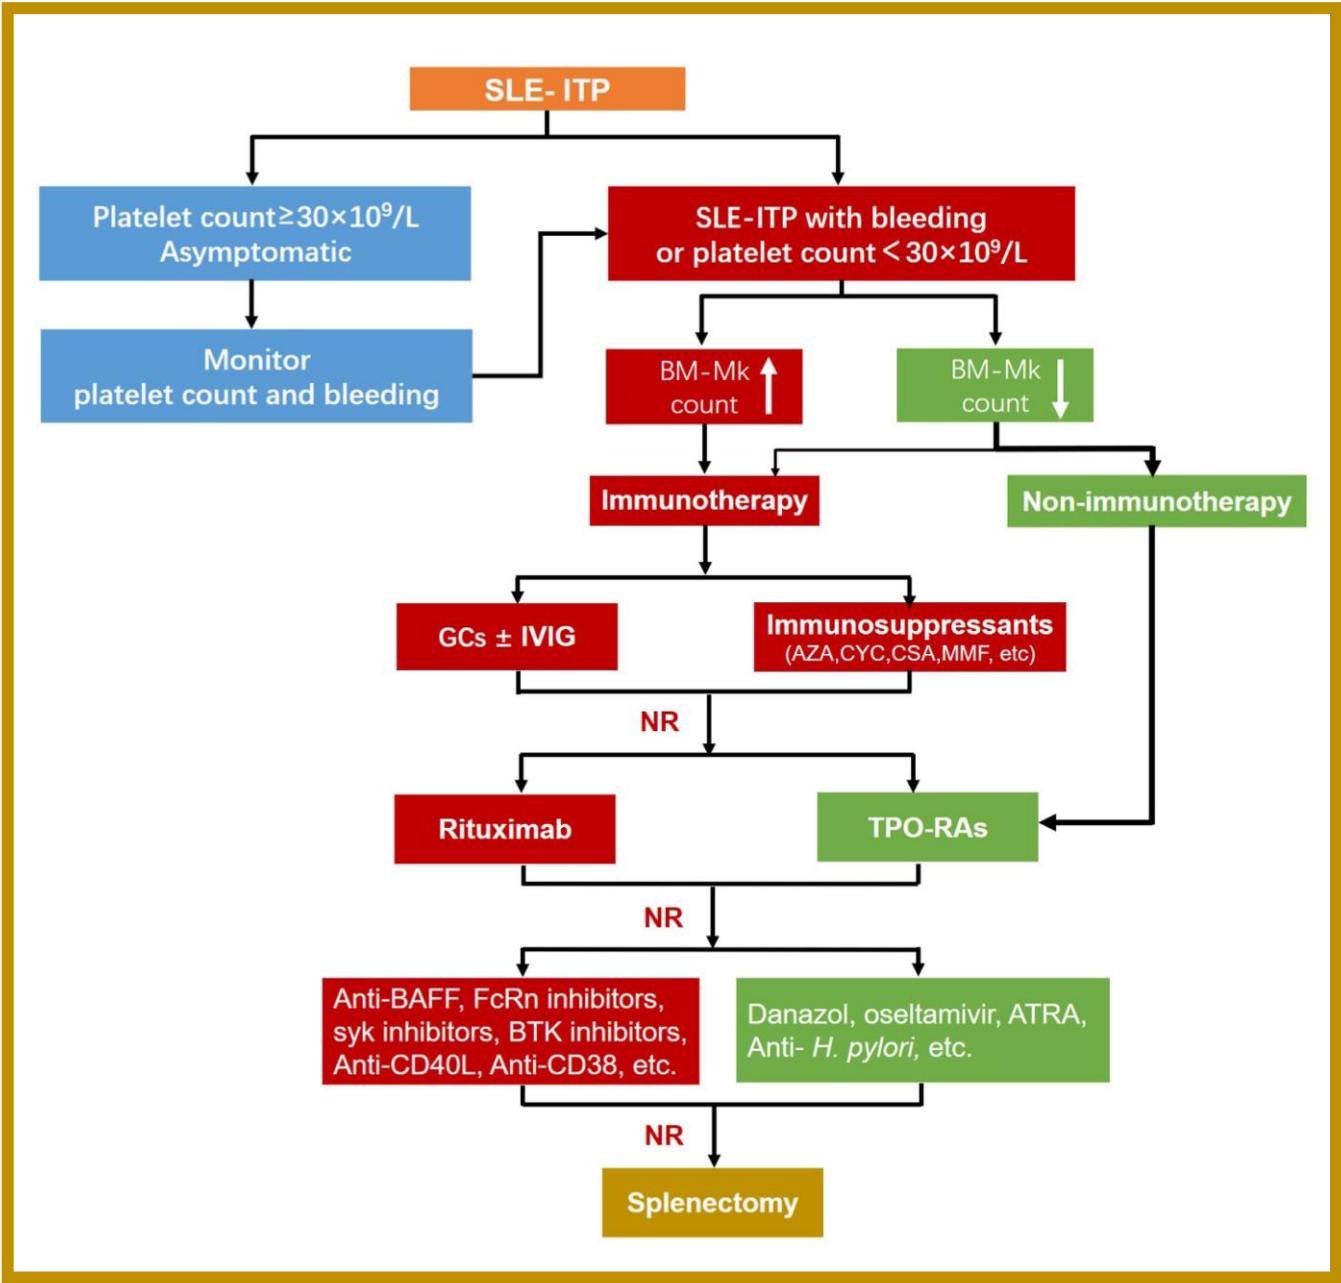 SLE- ITP
Platelet count≥30×10⁹/L
Asymptomatic
SLE-ITP with bleeding
or platelet count＜30×10⁹/L
Monitor
platelet count and bleeding
BM-Mk
count
BM-Mk
count
Immunotherapy
Non-immunotherapy
GCs ± IVIG
Immunosuppressants
(AZA,CYC,CSA,MMF, etc)
NR
Rituximab
TPO-RAs
NR
Anti-BAFF, FcRn inhibitors,
syk inhibitors, BTK inhibitors,
Anti-CD40L, Anti-CD38, etc.
Danazol, oseltamivir, ATRA,
Anti- H. pylori, etc.
NR
Splenectomy